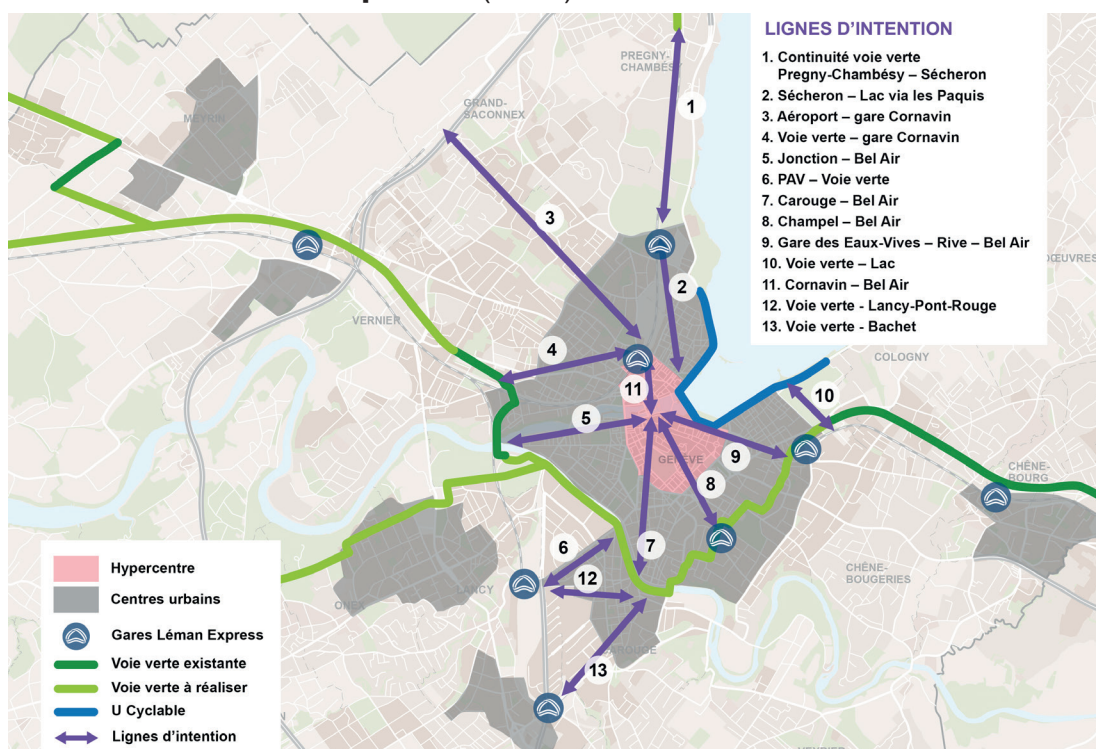 PREGNY-
CHAMBÉSY
GRAND-
SACONNEX
MEYRIN
VERNIER
COLOGNY
GENÈVE
CHÊNE-
BOURG
CHÊNE-
BOUGERIES
LANCY
ONEX
1
2
3
4
5
6
7
8
9
10
11
12
13
LIGNES D'INTENTION
1. Continuité voie verte
Pregny-Chambésy – Sécheron
2. Sécheron – Lac via les Paquis
3. Aéroport – gare Cornavin
4. Voie verte – gare Cornavin
5. Jonction – Bel Air
6. PAV – Voie verte
7. Carouge – Bel Air
8. Champel – Bel Air
9. Gare des Eaux-Vives – Rive – Bel Air
10. Voie verte – Lac
11. Cornavin – Bel Air
12. Voie verte - Lancy-Pont-Rouge
13. Voie verte - Bachet
Hypercentre
Centres urbains
Gares Léman Express
Voie verte existante
Voie verte à réaliser
U Cyclable
Lignes d'intention